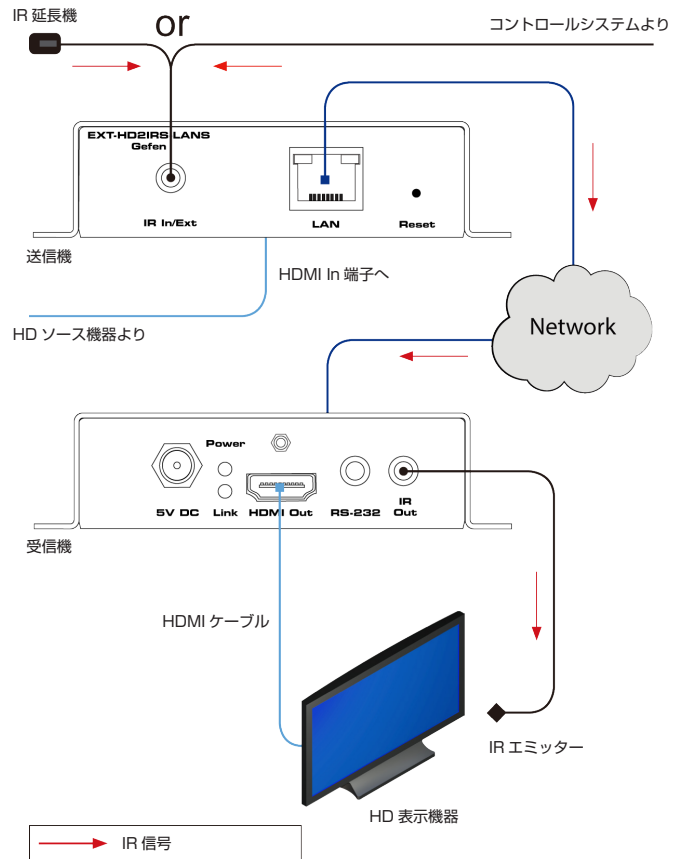 IR 延長機
or
コントロールシステムより
EXT-HD2IRS-LANS
Gefen
IR In/Ext
LAN
Reset
送信機
HDMI In 端子へ
HD ソース機器より
Network
Power
5V DC
Link
HDMI Out
RS-232
IR
Out
受信機
HDMI ケーブル
IR エミッター
HD 表示機器
IR 信号